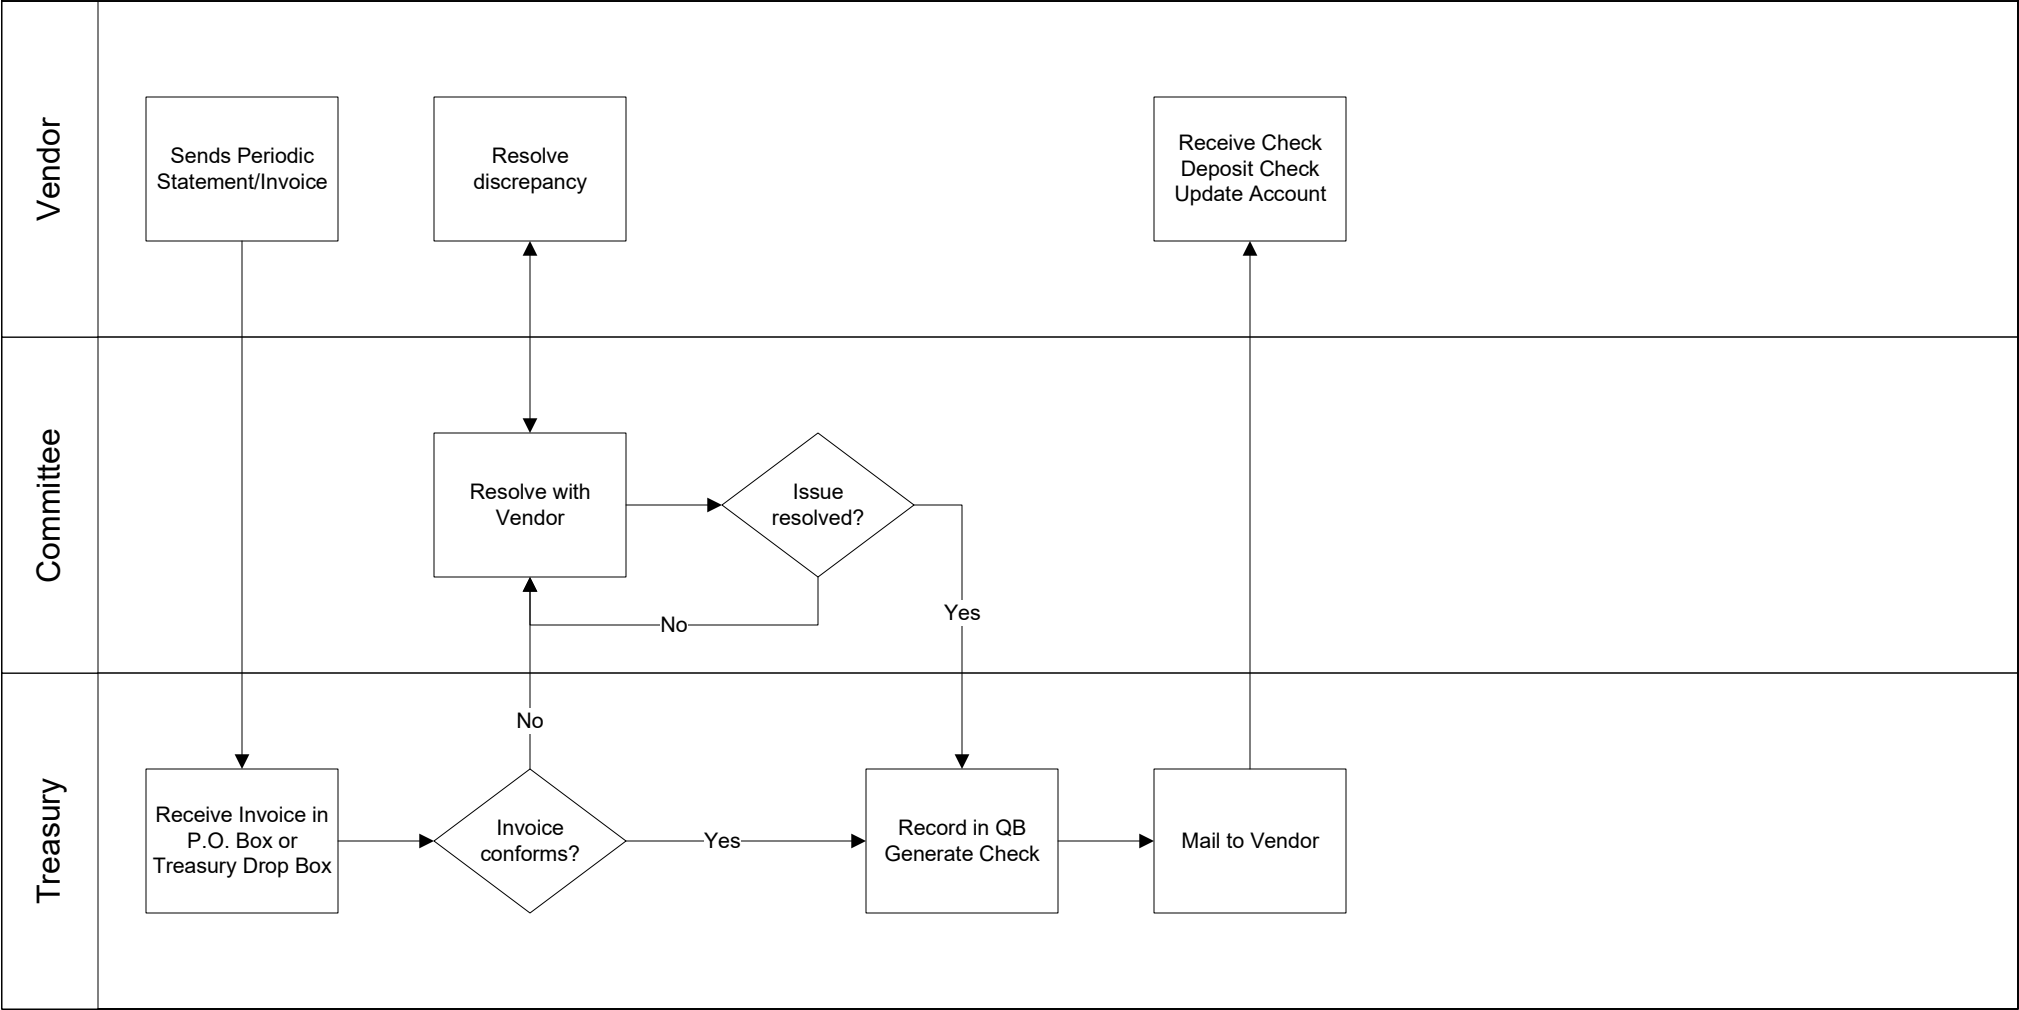 Vendor
Sends Periodic
Statement/Invoice
Resolve
discrepancy
Receive Check
Deposit Check
Update Account
Committee
Resolve with
Vendor
Issue
resolved?
No
Yes
Treasury
No
Receive Invoice in
P.O. Box or
Treasury Drop Box
Invoice
conforms?
Yes
Record in QB
Generate Check
Mail to Vendor